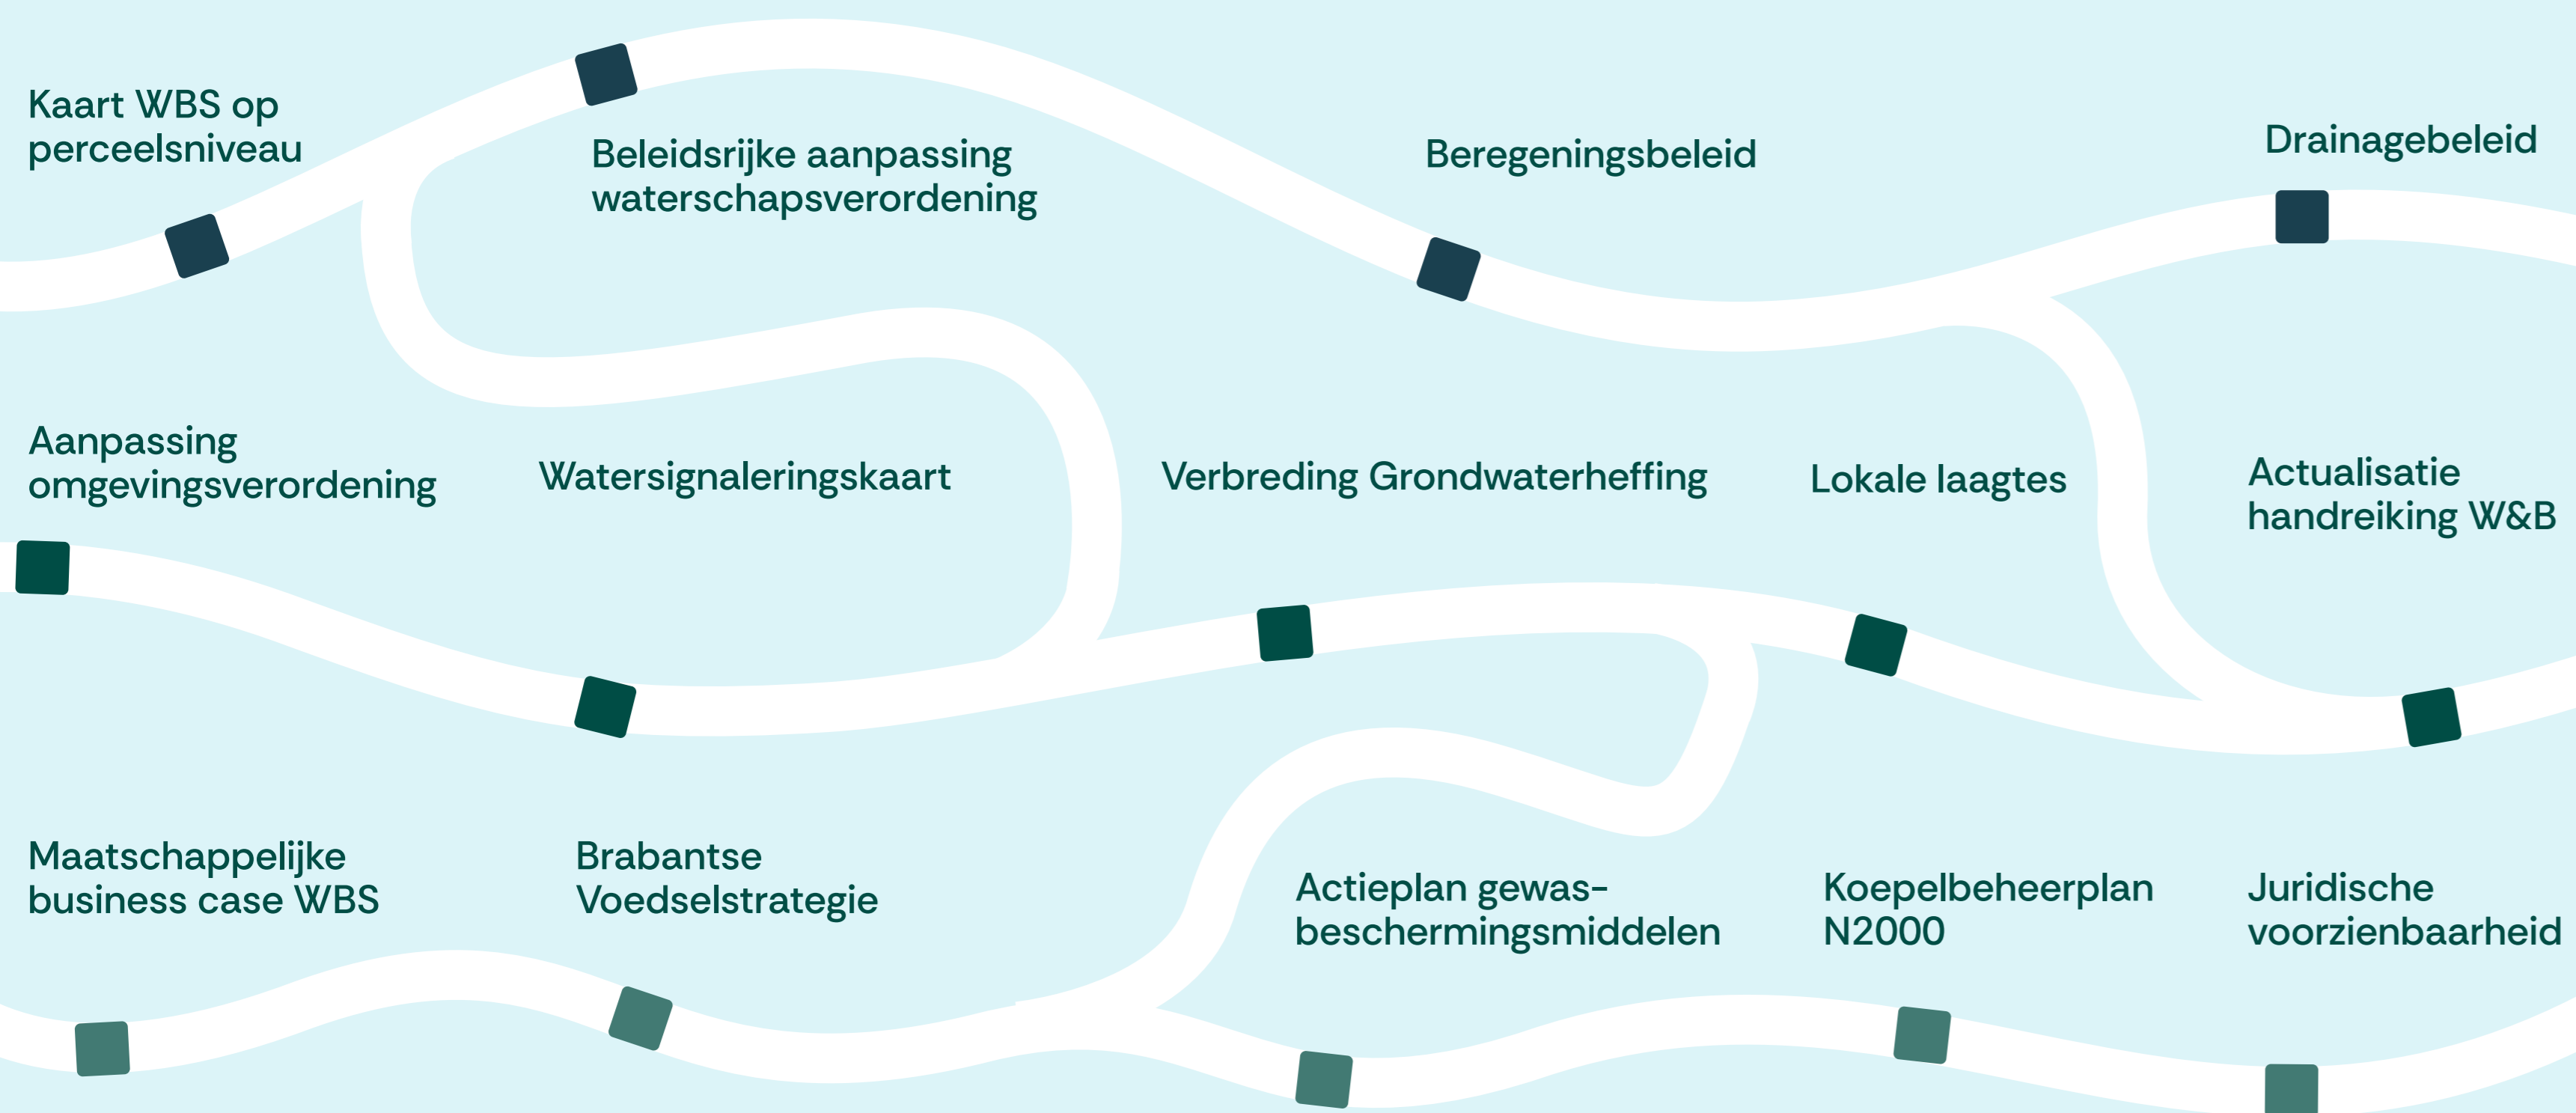 Kaart WBS op
perceelsniveau
Beleidsrijke aanpassing
waterschapsverordening
Beregeningsbeleid
Drainagebeleid
Aanpassing
omgevingsverordening
Watersignaleringskaart
Verbreding Grondwaterheffing
Lokale laagtes
Actualisatie
handreiking W&B
Maatschappelijke
business case WBS
Brabantse
Voedselstrategie
Actieplan gewas-
beschermingsmiddelen
Koepelbeheerplan
N2000
Juridische
voorzienbaarheid